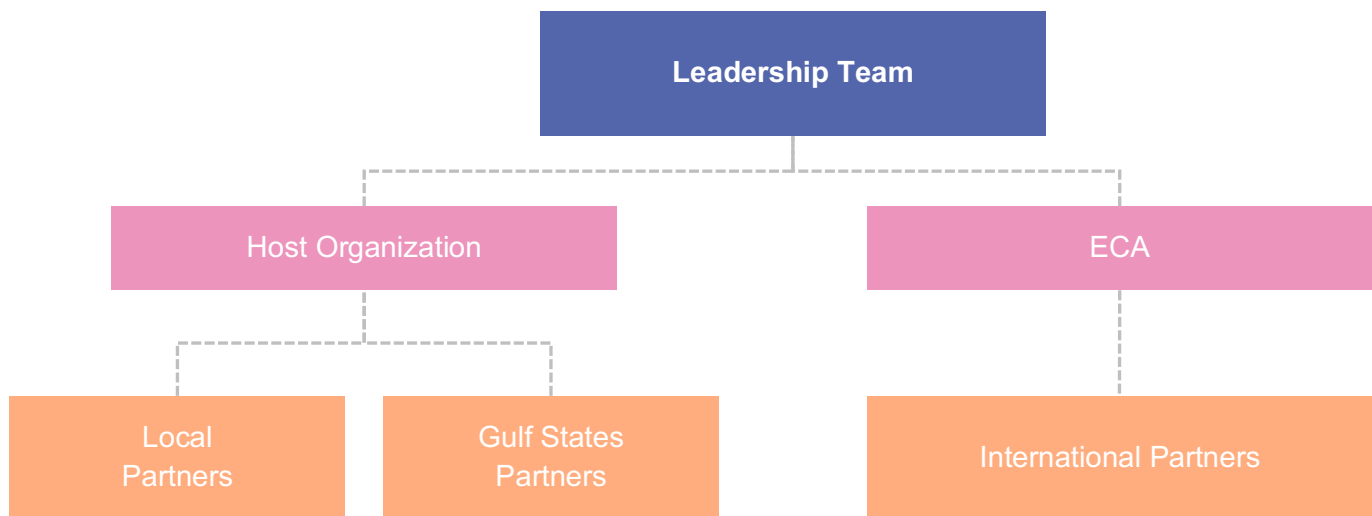 Leadership Team
Host Organization
ECA
Local
Partners
Gulf States
Partners
International Partners